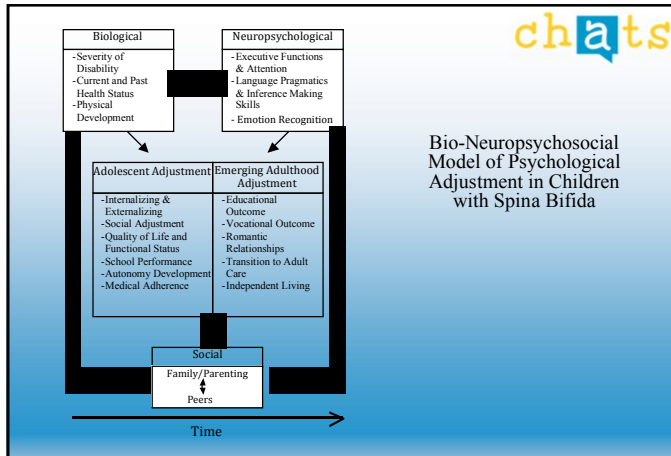 Biological
-Severity of
Disability
-Current and Past
Health Status
-Physical
Development
Neuropsychological
-Executive Functions
& Attention
-Language Pragmatics
& Inference Making
Skills
- Emotion Recognition
chats
Bio-Neuropsychosocial
Model of Psychological
Adjustment in Children
with Spina Bifida
Adolescent Adjustment
-Internalizing &
Externalizing
-Social Adjustment
-Quality of Life and
Functional Status
-School Performance
-Autonomy Development
-Medical Adherence
Emerging Adulthood
Adjustment
-Educational
Outcome
-Vocational Outcome
-Romantic
Relationships
-Transition to Adult
Care
-Independent Living
Social
Family/Parenting
Peers
Time